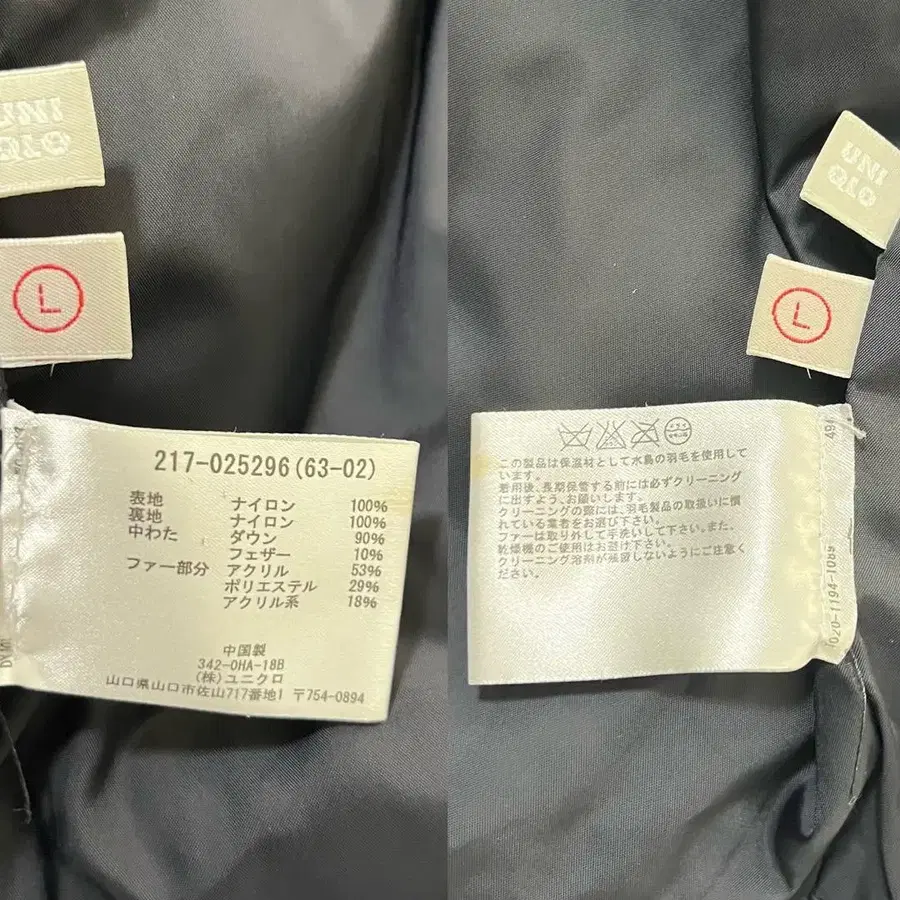 UNI
QLO
L
217-025296(63-02)
表地 ナイロン 100%
裏地 ナイロン 100%
中わた ダウン 90%
フェザー 10%
ファー部分 アクリル 53%
ポリエステル 29%
アクリル系 18%
中国製
342-0HA-18B
(株)ユニクロ
山口県山口市佐山717番地1 〒754-0894
UNI
QLO
L
この製品は保温材として水鳥の羽毛を使用して
います。
着用後、長期保管する前には必ずクリーニング
に出すよう、お願いします。
クリーニングの際には、羽毛製品の取扱いに慣
れている業者をお選び下さい。
ファーは取り外して手洗いして下さい。また、
乾燥機のご使用はお避け下さい。
クリーニング溶剤が残留しないようにご注意く
ださい。
494
1020-1194-1089